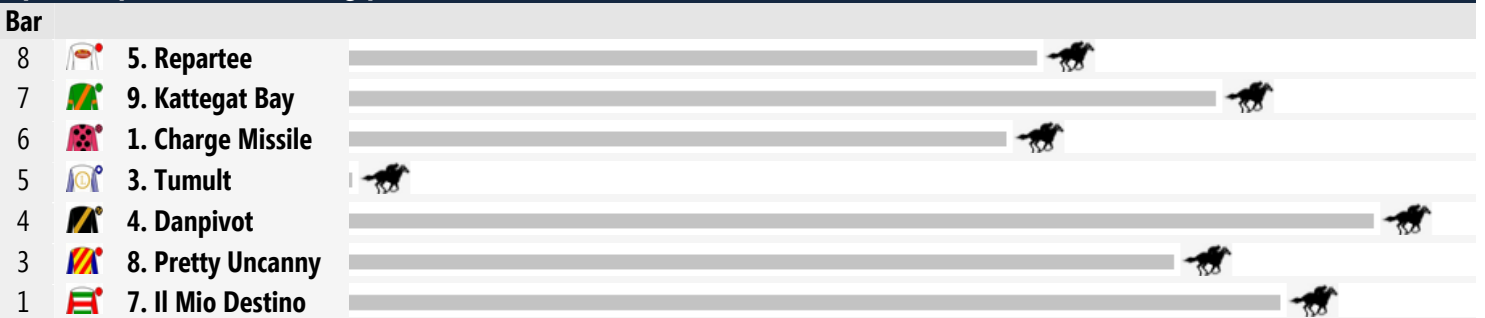 Bar
8 5. Repartee
7 9. Kattegat Bay
6 1. Charge Missile
5 3. Tumult
4 4. Danpivot
3 8. Pretty Uncanny
1 7. Il Mio Destino